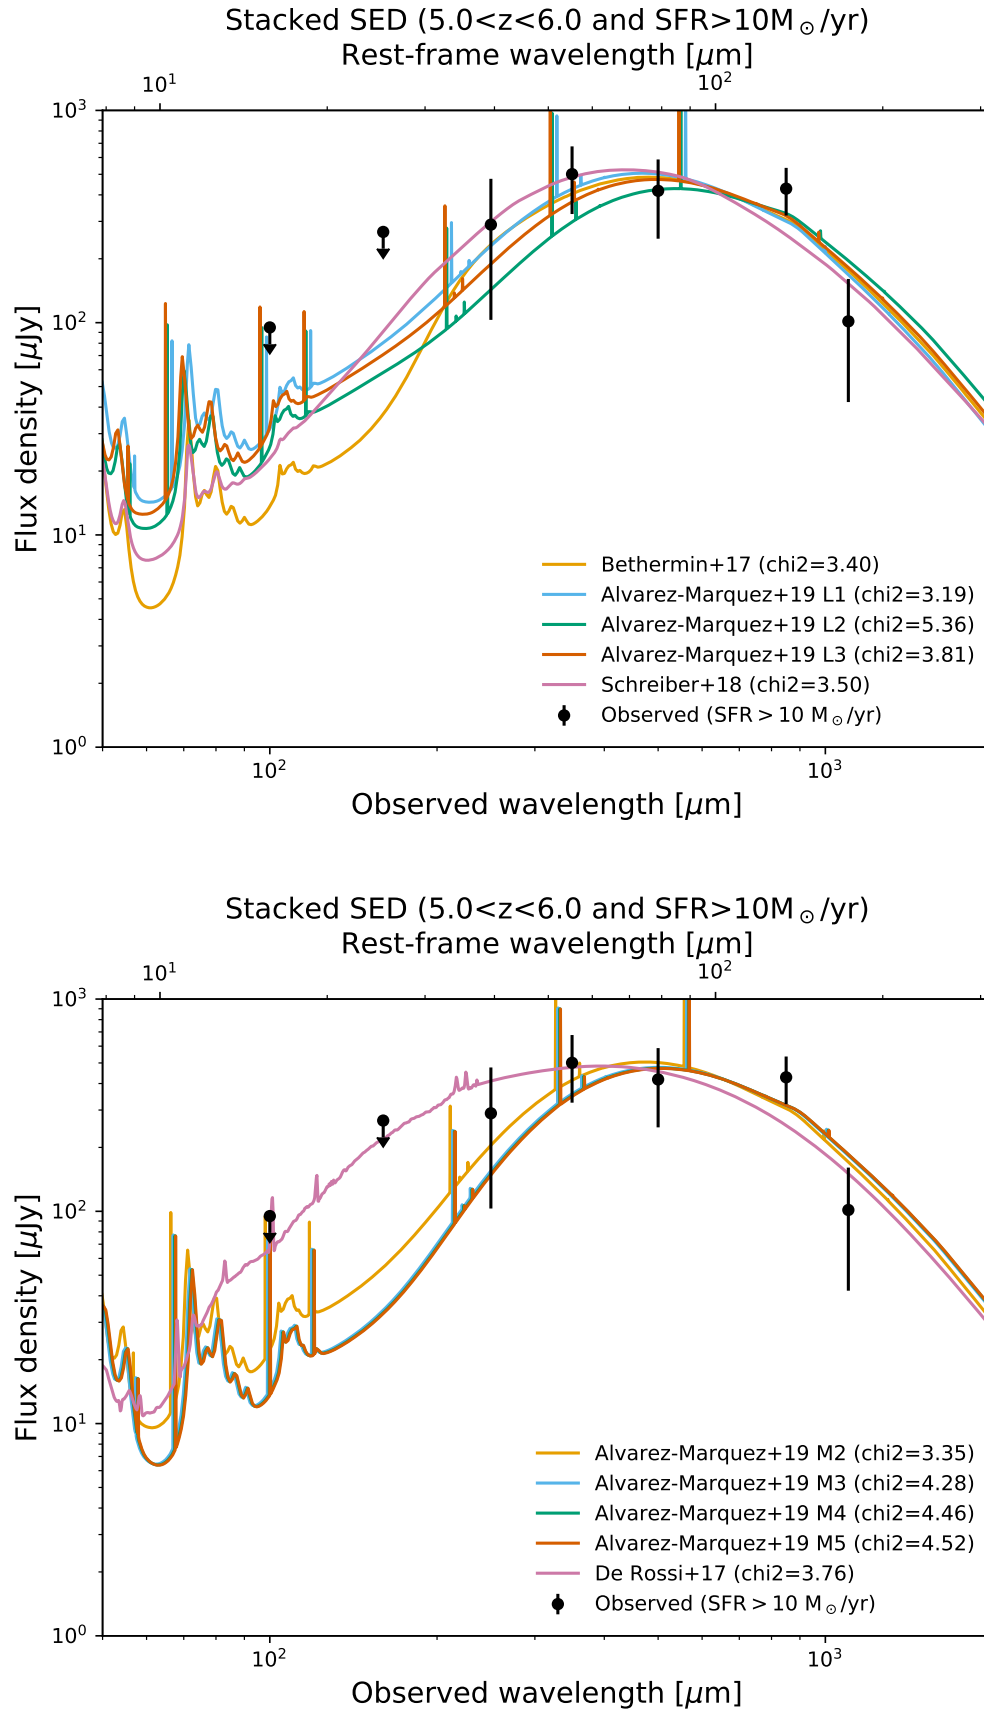 Stacked SED (5.0<z<6.0 and SFR>10M⊙/yr)
Rest-frame wavelength [μm]
10¹ 10²
10³
10²
10¹
10⁰
Flux density [μJy]
Bethermin+17 (chi2=3.40)
Alvarez-Marquez+19 L1 (chi2=3.19)
Alvarez-Marquez+19 L2 (chi2=5.36)
Alvarez-Marquez+19 L3 (chi2=3.81)
Schreiber+18 (chi2=3.50)
Observed (SFR > 10 M⊙/yr)
10² 10³
Observed wavelength [μm]
Stacked SED (5.0<z<6.0 and SFR>10M⊙/yr)
Rest-frame wavelength [μm]
10¹ 10²
10³
10²
10¹
10⁰
Flux density [μJy]
Alvarez-Marquez+19 M2 (chi2=3.35)
Alvarez-Marquez+19 M3 (chi2=4.28)
Alvarez-Marquez+19 M4 (chi2=4.46)
Alvarez-Marquez+19 M5 (chi2=4.52)
De Rossi+17 (chi2=3.76)
Observed (SFR > 10 M⊙/yr)
10² 10³
Observed wavelength [μm]